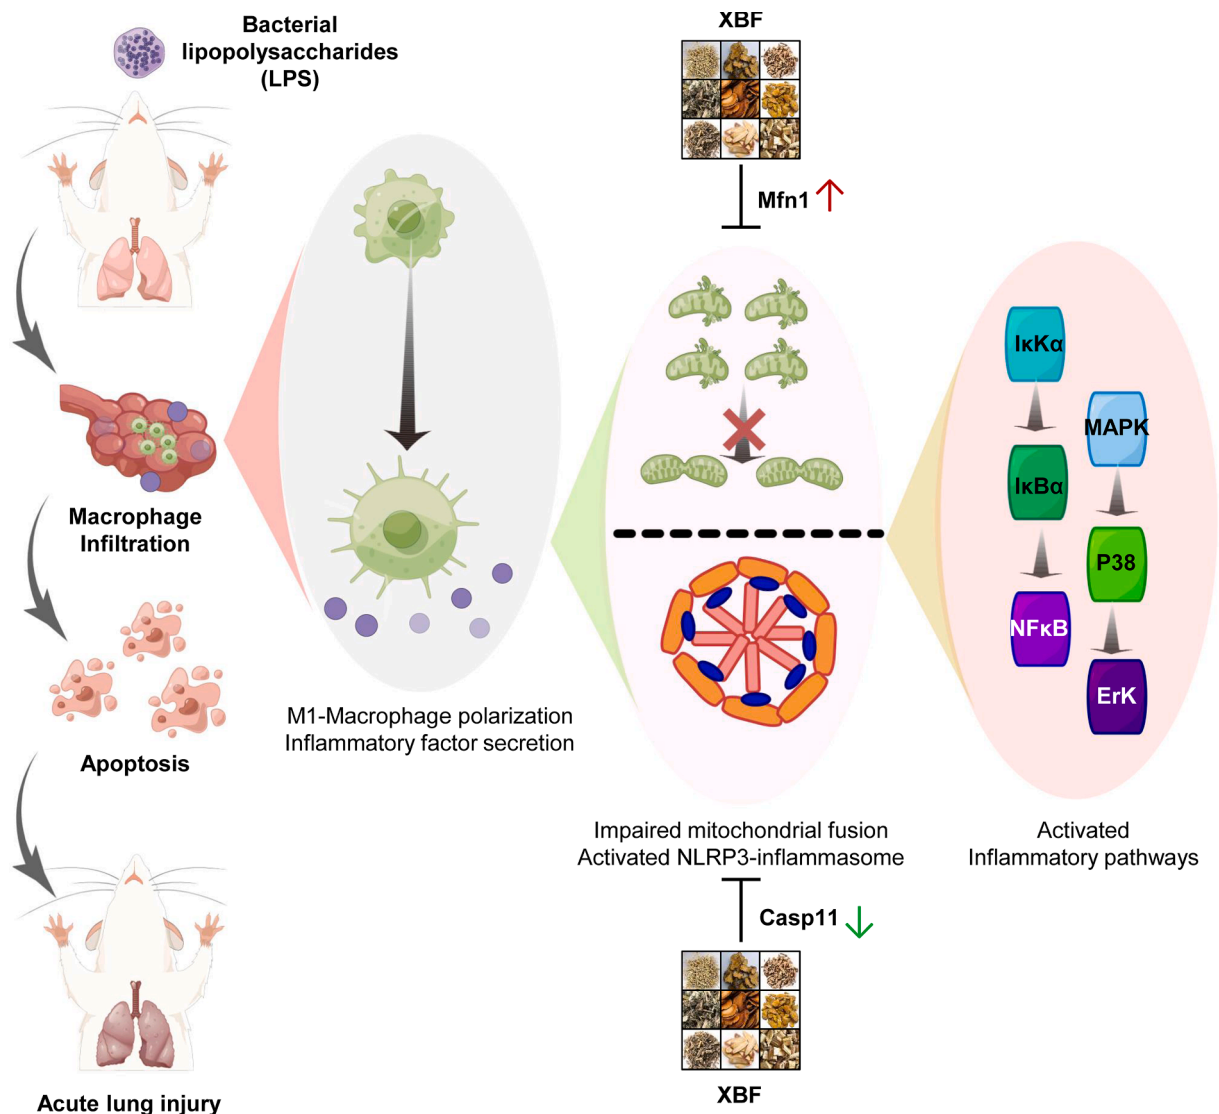 Bacterial
lipopolysaccharides
(LPS)
Macrophage
Infiltration
Apoptosis
Acute lung injury
M1-Macrophage polarization
Inflammatory factor secretion
XBF
Mfn1
Impaired mitochondrial fusion
Activated NLRP3-inflammasome
Casp11
XBF
IκKα
IκBα
NFκB
MAPK
P38
ErK
Activated
Inflammatory pathways